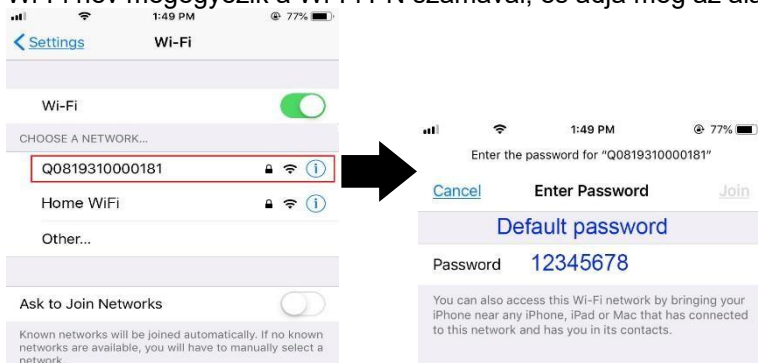 1:49 PM
77%
Settings
Wi-Fi
Wi-Fi
CHOOSE A NETWORK...
Q0819310000181
Home WiFi
Other...
Ask to Join Networks
Known networks will be joined automatically. If no known
networks are available, you will have to manually select a
network.
1:49 PM
77%
Enter the password for “Q0819310000181”
Cancel
Enter Password
Join
Default password
Password
12345678
You can also access this Wi-Fi network by bringing your
iPhone near any iPhone, iPad or Mac that has connected
to this network and has you in its contacts.